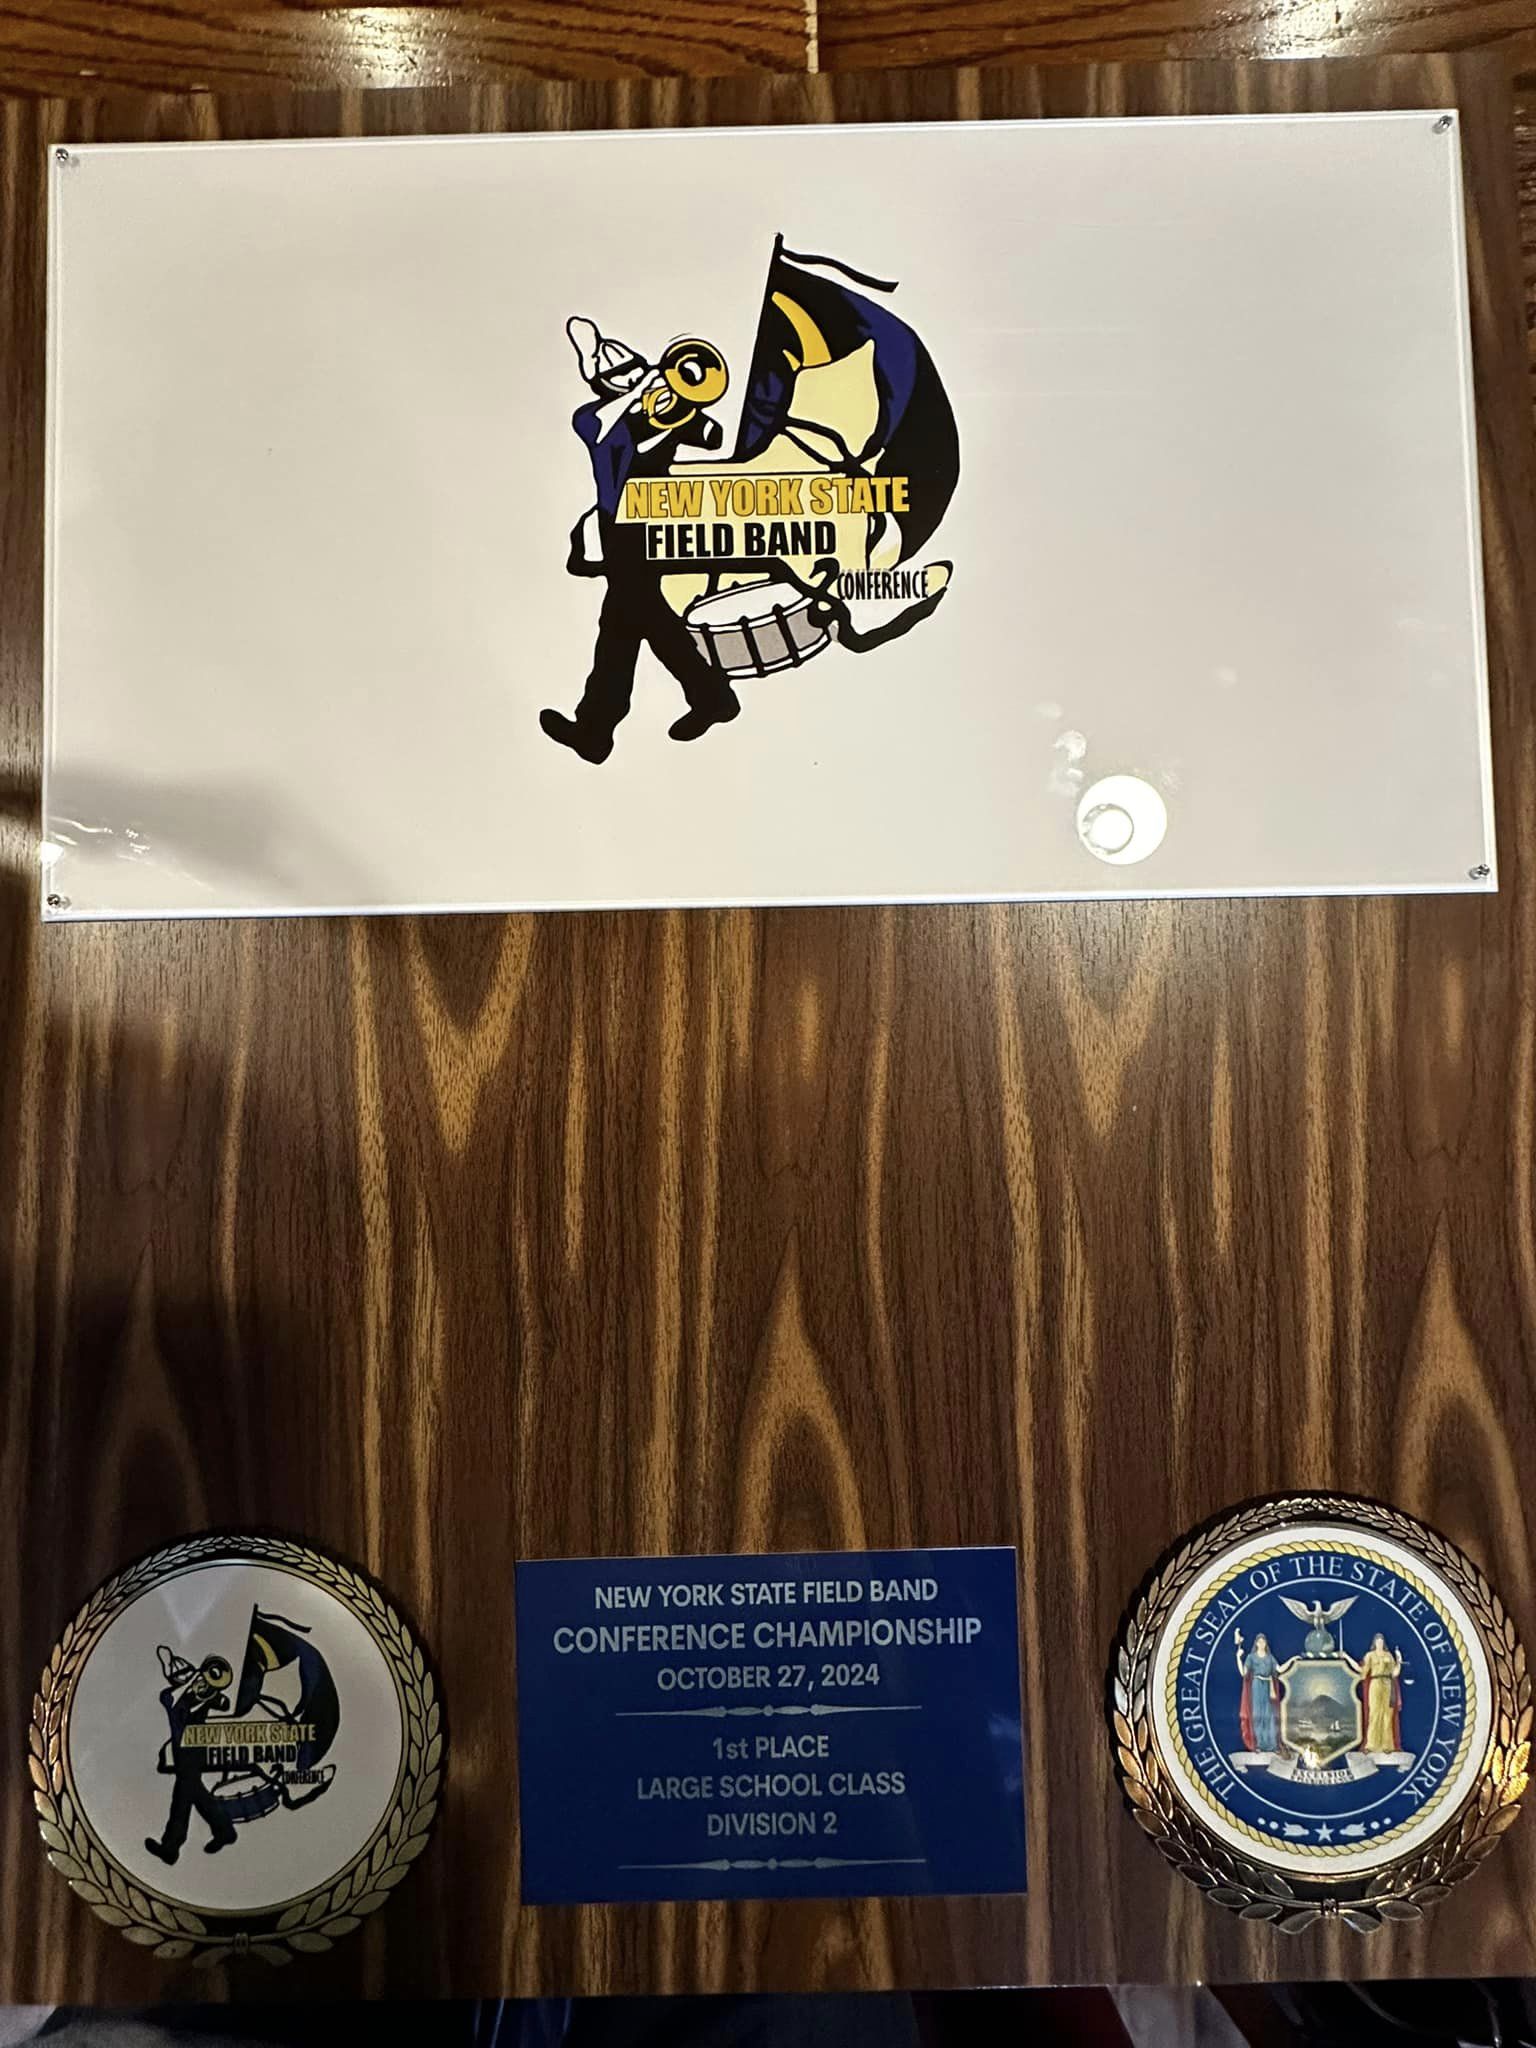 NEW YORK STATE
FIELD BAND
CONFERENCE
NEW YORK STATE
FIELD BAND
CONFERENCE
NEW YORK STATE FIELD BAND
CONFERENCE CHAMPIONSHIP
OCTOBER 27, 2024
1st PLACE
LARGE SCHOOL CLASS
DIVISION 2
THE GREAT SEAL OF THE STATE OF NEW YORK
EXCELSIOR